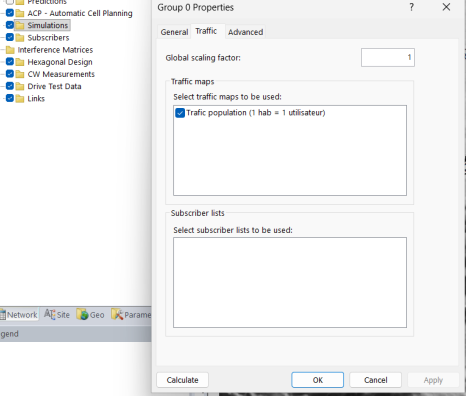 Predictions
ACP - Automatic Cell Planning
Simulations
Subscribers
Interference Matrices
Hexagonal Design
CW Measurements
Drive Test Data
Links
Network
Site
Geo
Parame
gend
Group 0 Properties
?
General
Traffic
Advanced
Global scaling factor:
1
Traffic maps
Select traffic maps to be used:
Trafic population (1 hab = 1 utilisateur)
Subscriber lists
Select subscriber lists to be used:
Calculate
OK
Cancel
Apply